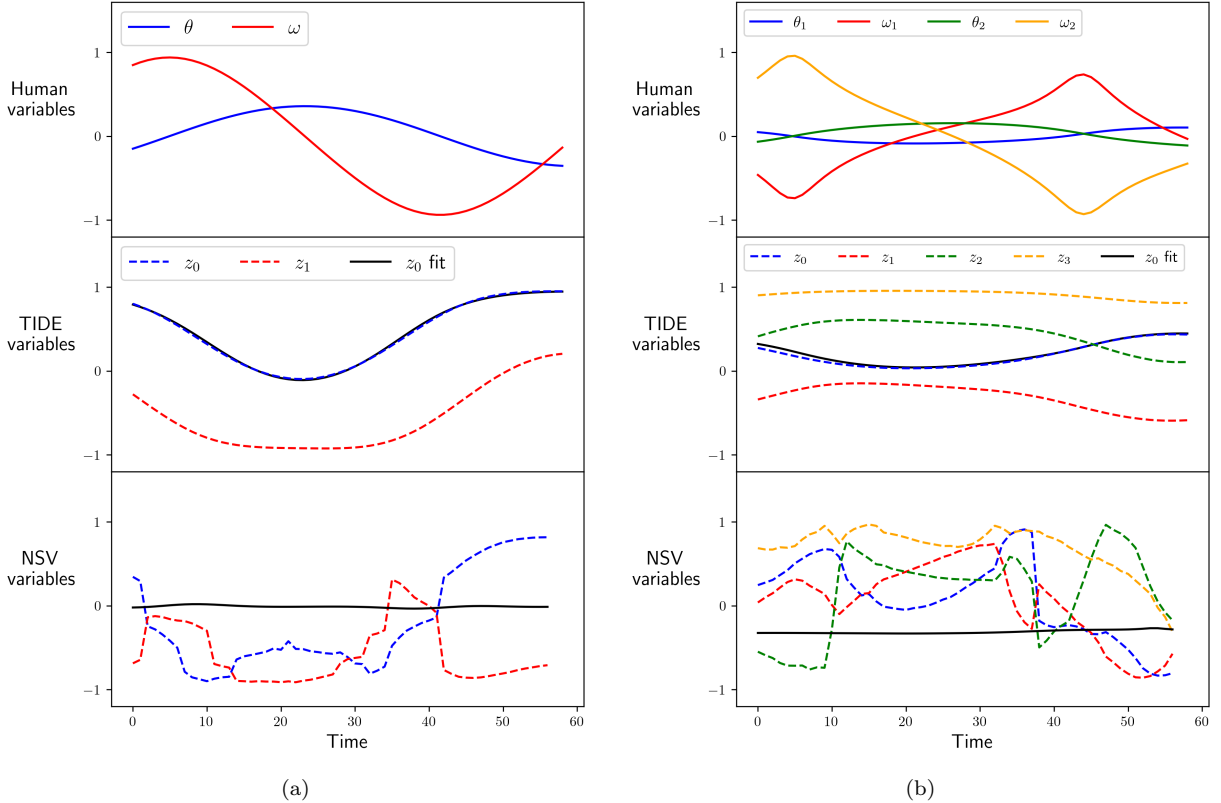 θ ω
1
0
−1
Human
variables
z₀ z₁ z₀ fit
1
0
−1
TIDE
variables
1
0
−1
NSV
variables
0 10 20 30 40 50 60
Time
(a)
θ₁ ω₁ θ₂ ω₂
1
0
−1
Human
variables
z₀ z₁ z₂ z₃ z₀ fit
1
0
−1
TIDE
variables
1
0
−1
NSV
variables
0 10 20 30 40 50 60
Time
(b)